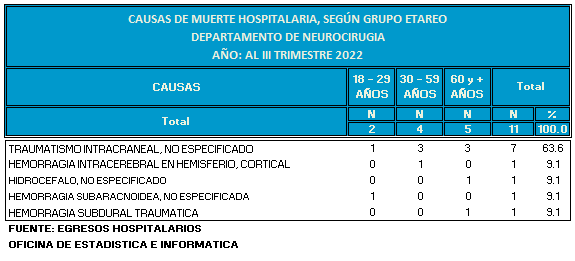 CAUSAS DE MUERTE HOSPITALARIA, SEGÚN GRUPO ETAREO
DEPARTAMENTO DE NEUROCIRUGIA
AÑO: AL III TRIMESTRE 2022
CAUSAS 18 – 29 AÑOS 30 – 59 AÑOS 60 y + AÑOS Total
N N N N %
Total 2 4 5 11 100.0
TRAUMATISMO INTRACRANEAL, NO ESPECIFICADO 1 3 3 7 63.6
HEMORRAGIA INTRACEREBRAL EN HEMISFERIO, CORTICAL 0 1 0 1 9.1
HIDROCEFALO, NO ESPECIFICADO 0 0 1 1 9.1
HEMORRAGIA SUBARACNOIDEA, NO ESPECIFICADA 1 0 0 1 9.1
HEMORRAGIA SUBDURAL TRAUMATICA 0 0 1 1 9.1
FUENTE: EGRESOS HOSPITALARIOS
OFICINA DE ESTADISTICA E INFORMATICA